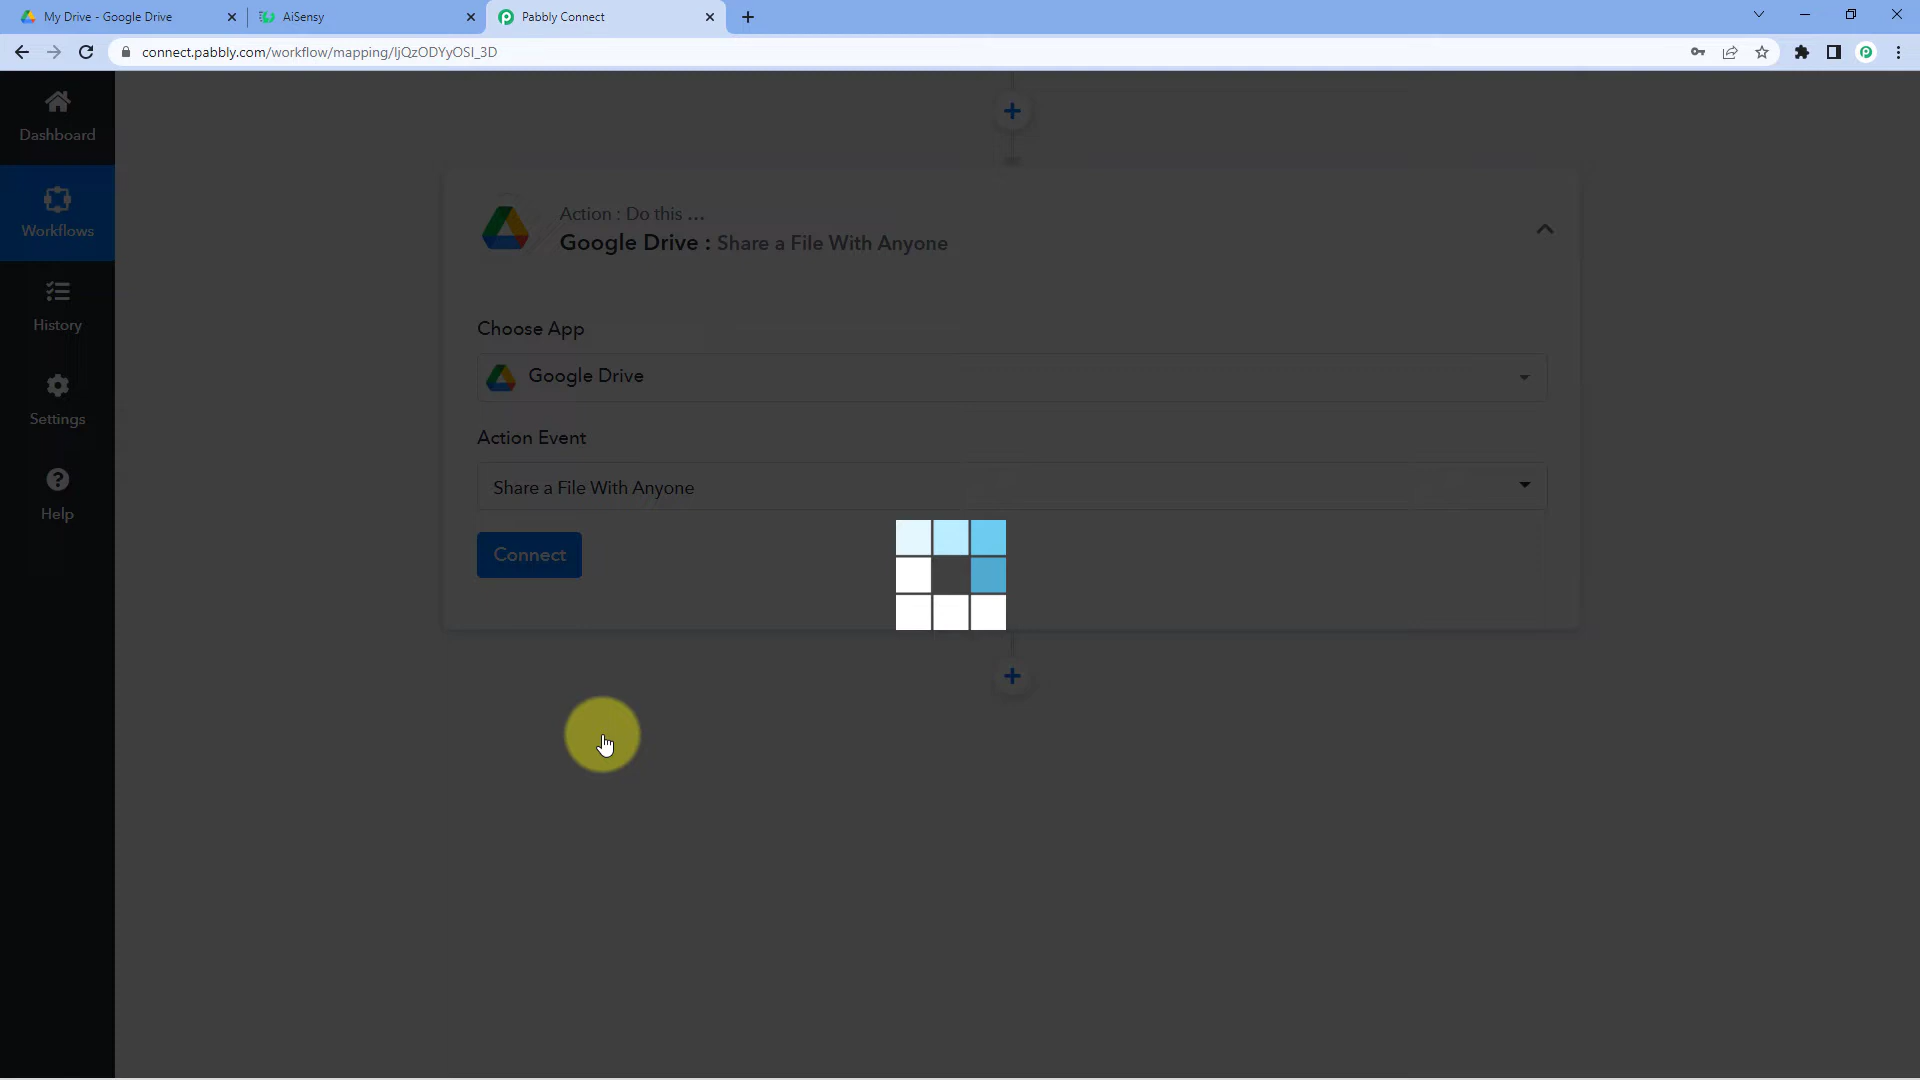 My Drive - Google Drive
AiSensy
Pabbly Connect
connect.pabbly.com/workflow/mapping/IjQzODYyOSI_3D
Dashboard
Workflows
History
Settings
Help
Action : Do this ...
Google Drive : Share a File With Anyone
Choose App
Google Drive
Action Event
Share a File With Anyone
Connect